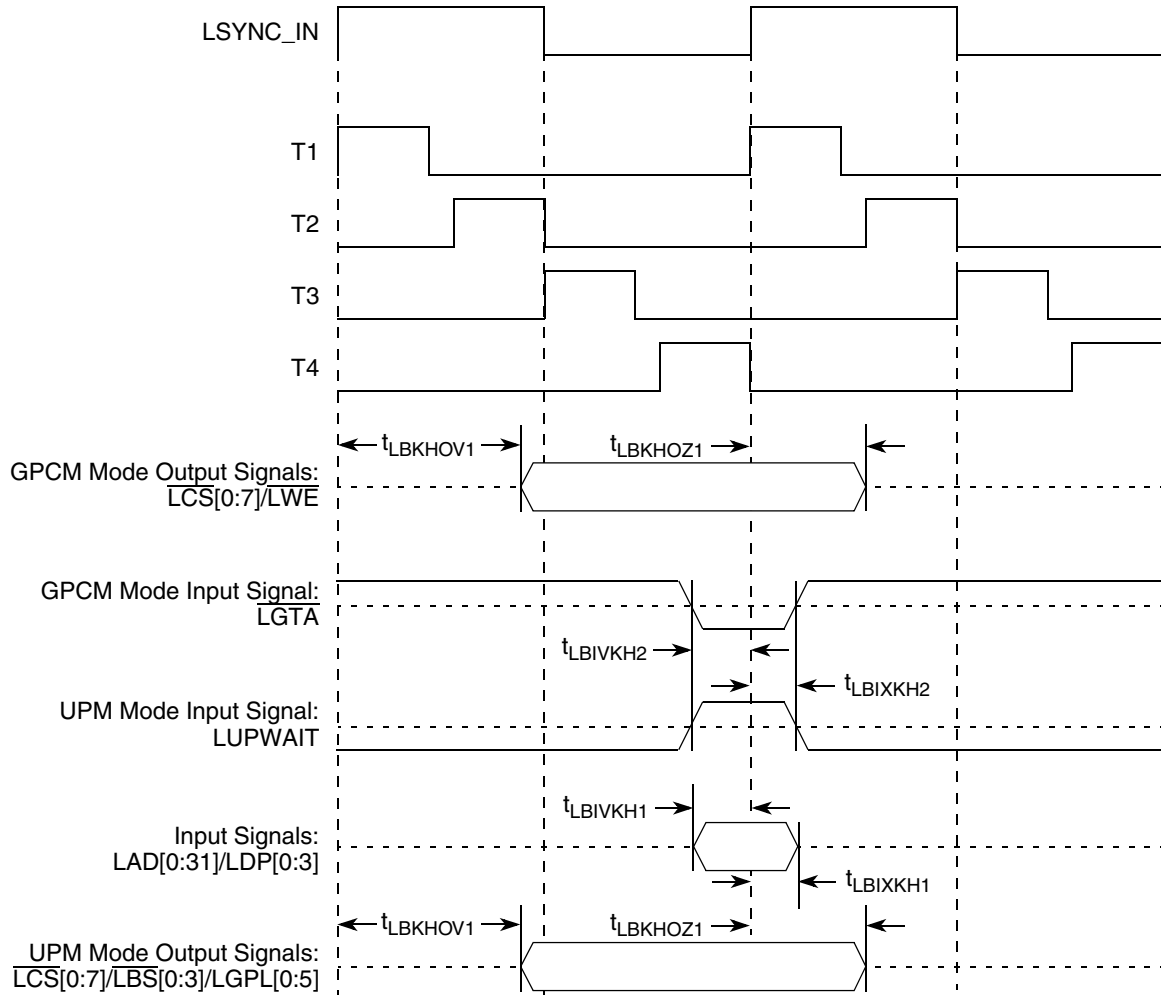 LSYNC_IN
T1
T2
T3
T4
tLBKHOV1
tLBKHOZ1
GPCM Mode Output Signals:
LCS[0:7]/LWE
GPCM Mode Input Signal:
LGTA
tLBIVKH2
tLBIXKH2
UPM Mode Input Signal:
LUPWAIT
tLBIVKH1
Input Signals:
LAD[0:31]/LDP[0:3]
tLBIXKH1
tLBKHOV1
tLBKHOZ1
UPM Mode Output Signals:
LCS[0:7]/LBS[0:3]/LGPL[0:5]